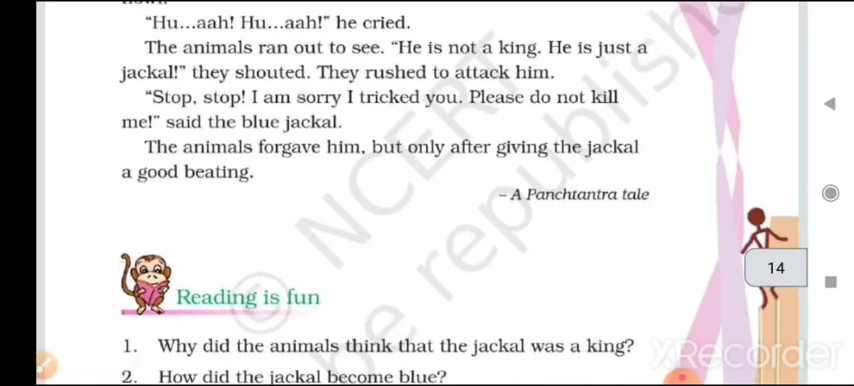 "Hu...aah! Hu...aah!" he cried.
The animals ran out to see. "He is not a king. He is just a
jackal!" they shouted. They rushed to attack him.
"Stop, stop! I am sorry I tricked you. Please do not kill
me!" said the blue jackal.
The animals forgave him, but only after giving the jackal
a good beating.
– A Panchtantra tale
14
Reading is fun
1. Why did the animals think that the jackal was a king?
2. How did the jackal become blue?
© NCERT
be republishe
XRecorder